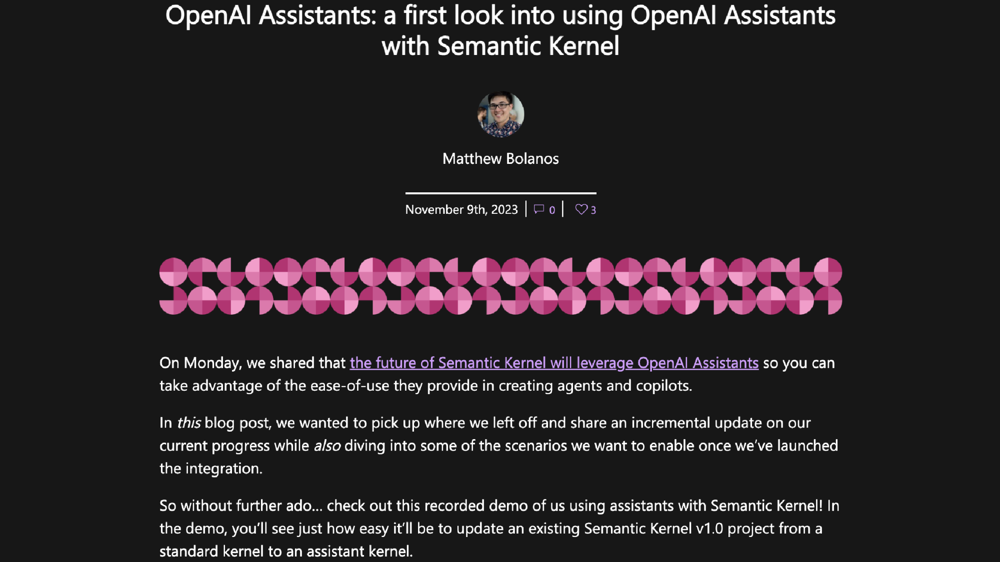 OpenAI Assistants: a first look into using OpenAI Assistants
with Semantic Kernel
Matthew Bolanos
November 9th, 2023 | 0 | 3
On Monday, we shared that the future of Semantic Kernel will leverage OpenAI Assistants so you can
take advantage of the ease-of-use they provide in creating agents and copilots.
In this blog post, we wanted to pick up where we left off and share an incremental update on our
current progress while also diving into some of the scenarios we want to enable once we’ve launched
the integration.
So without further ado… check out this recorded demo of us using assistants with Semantic Kernel! In
the demo, you’ll see just how easy it’ll be to update an existing Semantic Kernel v1.0 project from a
standard kernel to an assistant kernel.